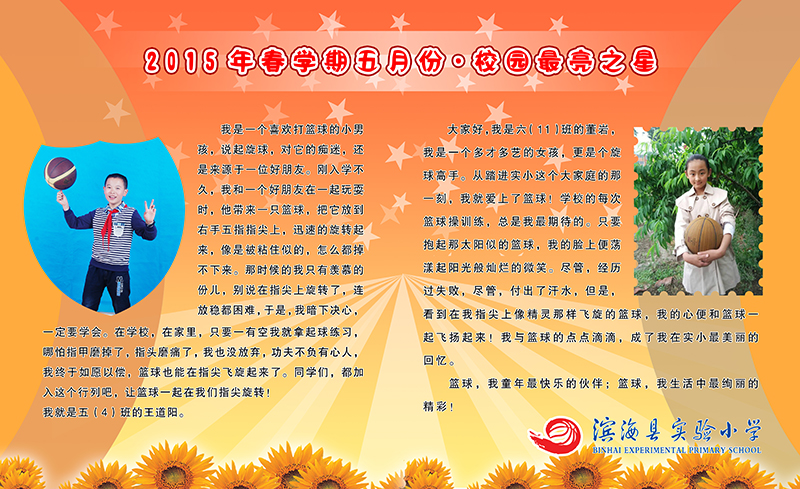 2015年春学期五月份·校园最亮之星
我是一个喜欢打篮球的小男
孩，说起旋球，对它的痴迷，还
是来源于一位好朋友。刚入学不
久，我和一个好朋友在一起玩耍
时，他带来一只篮球，把它放到
右手五指指尖上，迅速的旋转起
来，像是被粘住似的，怎么都掉
不下来。那时候的我只有羡慕的
份儿，别说在指尖上旋转了，连
放稳都困难，于是，我暗下决心，
一定要学会。在学校，在家里，只要一有空我就拿起球练习，
哪怕指甲磨掉了，指头磨痛了，我也没放弃，功夫不负有心人，
我终于如愿以偿，篮球也能在指尖飞旋起来了。同学们，都加
入这个行列吧，让篮球一起在我们指尖旋转！
我就是五（4）班的王道阳。
大家好，我是六（11）班的董岩，
我是一个多才多艺的女孩，更是个旋
球高手。从踏进实小这个大家庭的那
一刻，我就爱上了篮球！学校的每次
篮球操训练，总是我最期待的。只要
抱起那太阳似的篮球，我的脸上便荡
漾起阳光般灿烂的微笑。尽管，经历
过失败，尽管，付出了汗水，但是，
看到在我指尖上像精灵那样飞旋的篮球，我的心便和篮球一
起飞扬起来！我与篮球的点点滴滴，成了我在实小最美丽的
回忆。
篮球，我童年最快乐的伙伴；篮球，我生活中最绚丽的
精彩！
滨海县实验小学
BINHAI EXPERIMENTAL PRIMARY SCHOOL